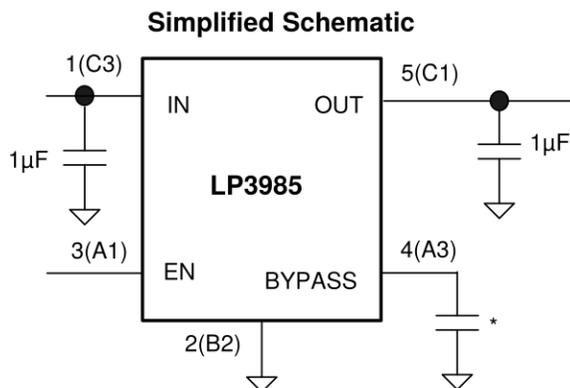 Simplified Schematic
1(C3)
5(C1)
IN
OUT
1µF
1µF
LP3985
3(A1)
4(A3)
EN
BYPASS
*
2(B2)